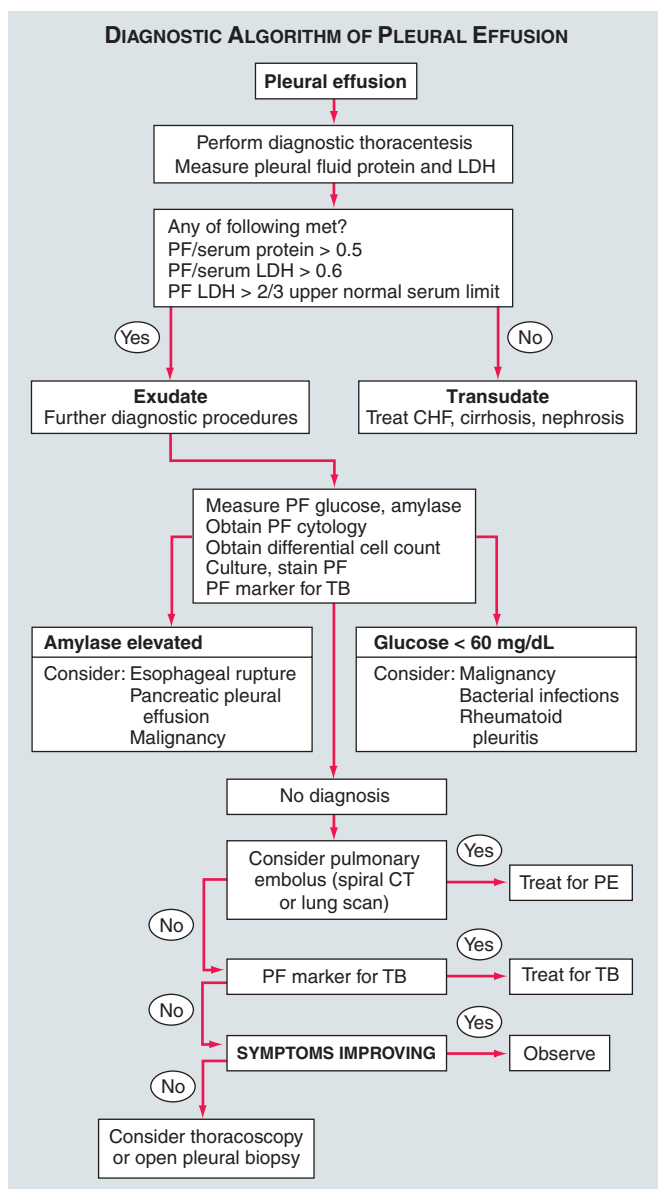 DIAGNOSTIC ALGORITHM OF PLEURAL EFFUSION
Pleural effusion
Perform diagnostic thoracentesis
Measure pleural fluid protein and LDH
Any of following met?
PF/serum protein > 0.5
PF/serum LDH > 0.6
PF LDH > 2/3 upper normal serum limit
Yes
No
Exudate
Further diagnostic procedures
Transudate
Treat CHF, cirrhosis, nephrosis
Measure PF glucose, amylase
Obtain PF cytology
Obtain differential cell count
Culture, stain PF
PF marker for TB
Amylase elevated
Consider: Esophageal rupture
Pancreatic pleural
effusion
Malignancy
Glucose < 60 mg/dL
Consider: Malignancy
Bacterial infections
Rheumatoid
pleuritis
No diagnosis
Consider pulmonary
embolus (spiral CT
or lung scan)
Yes
Treat for PE
No
PF marker for TB
Yes
Treat for TB
No
SYMPTOMS IMPROVING
Yes
Observe
No
Consider thoracoscopy
or open pleural biopsy